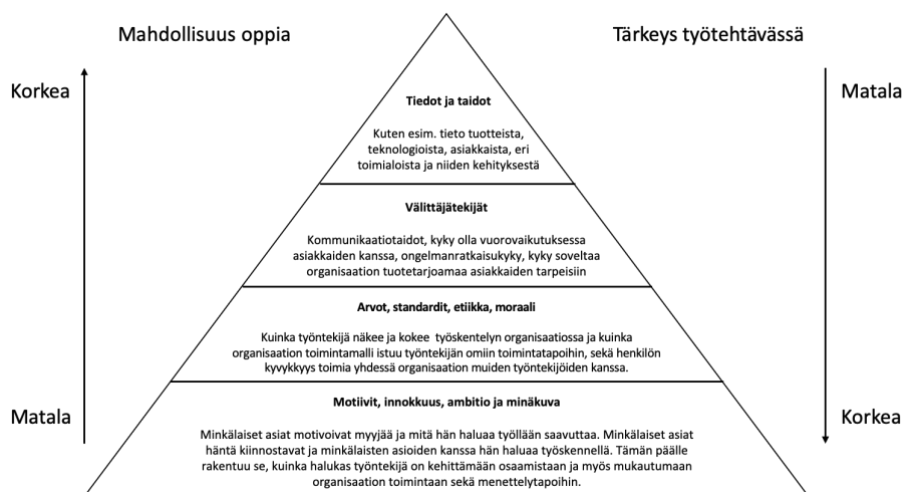 Mahdollisuus oppia
Tärkeys työtehtävässä
Korkea
Matala
Tiedot ja taidot
Kuten esim. tieto tuotteista,
teknologioista, asiakkaista, eri
toimialoista ja niiden kehityksestä
Välittäjätekijät
Kommunikaatiotaidot, kyky olla vuorovaikutuksessa
asiakkaiden kanssa, ongelmanratkaisukyky, kyky soveltaa
organisaation tuotetarjoamaa asiakkaiden tarpeisiin
Arvot, standardit, etiikka, moraali
Kuinka työntekijä näkee ja kokee työskentelyn organisaatiossa ja kuinka
organisaation toimintamalli istuu työntekijän omiin toimintatapoihin, sekä henkilön
kyvykkyys toimia yhdessä organisaation muiden työntekijöiden kanssa.
Matala
Korkea
Motiivit, innokkuus, ambitio ja minäkuva
Minkälaiset asiat motivoivat myyjää ja mitä hän haluaa työllään saavuttaa. Minkälaiset asiat
häntä kiinnostavat ja minkälaisten asioiden kanssa hän haluaa työskennellä. Tämän päälle
rakentuu se, kuinka halukas työntekijä on kehittämään osaamistaan ja myös mukautumaan
organisaation toimintaan sekä menettelytapoihin.